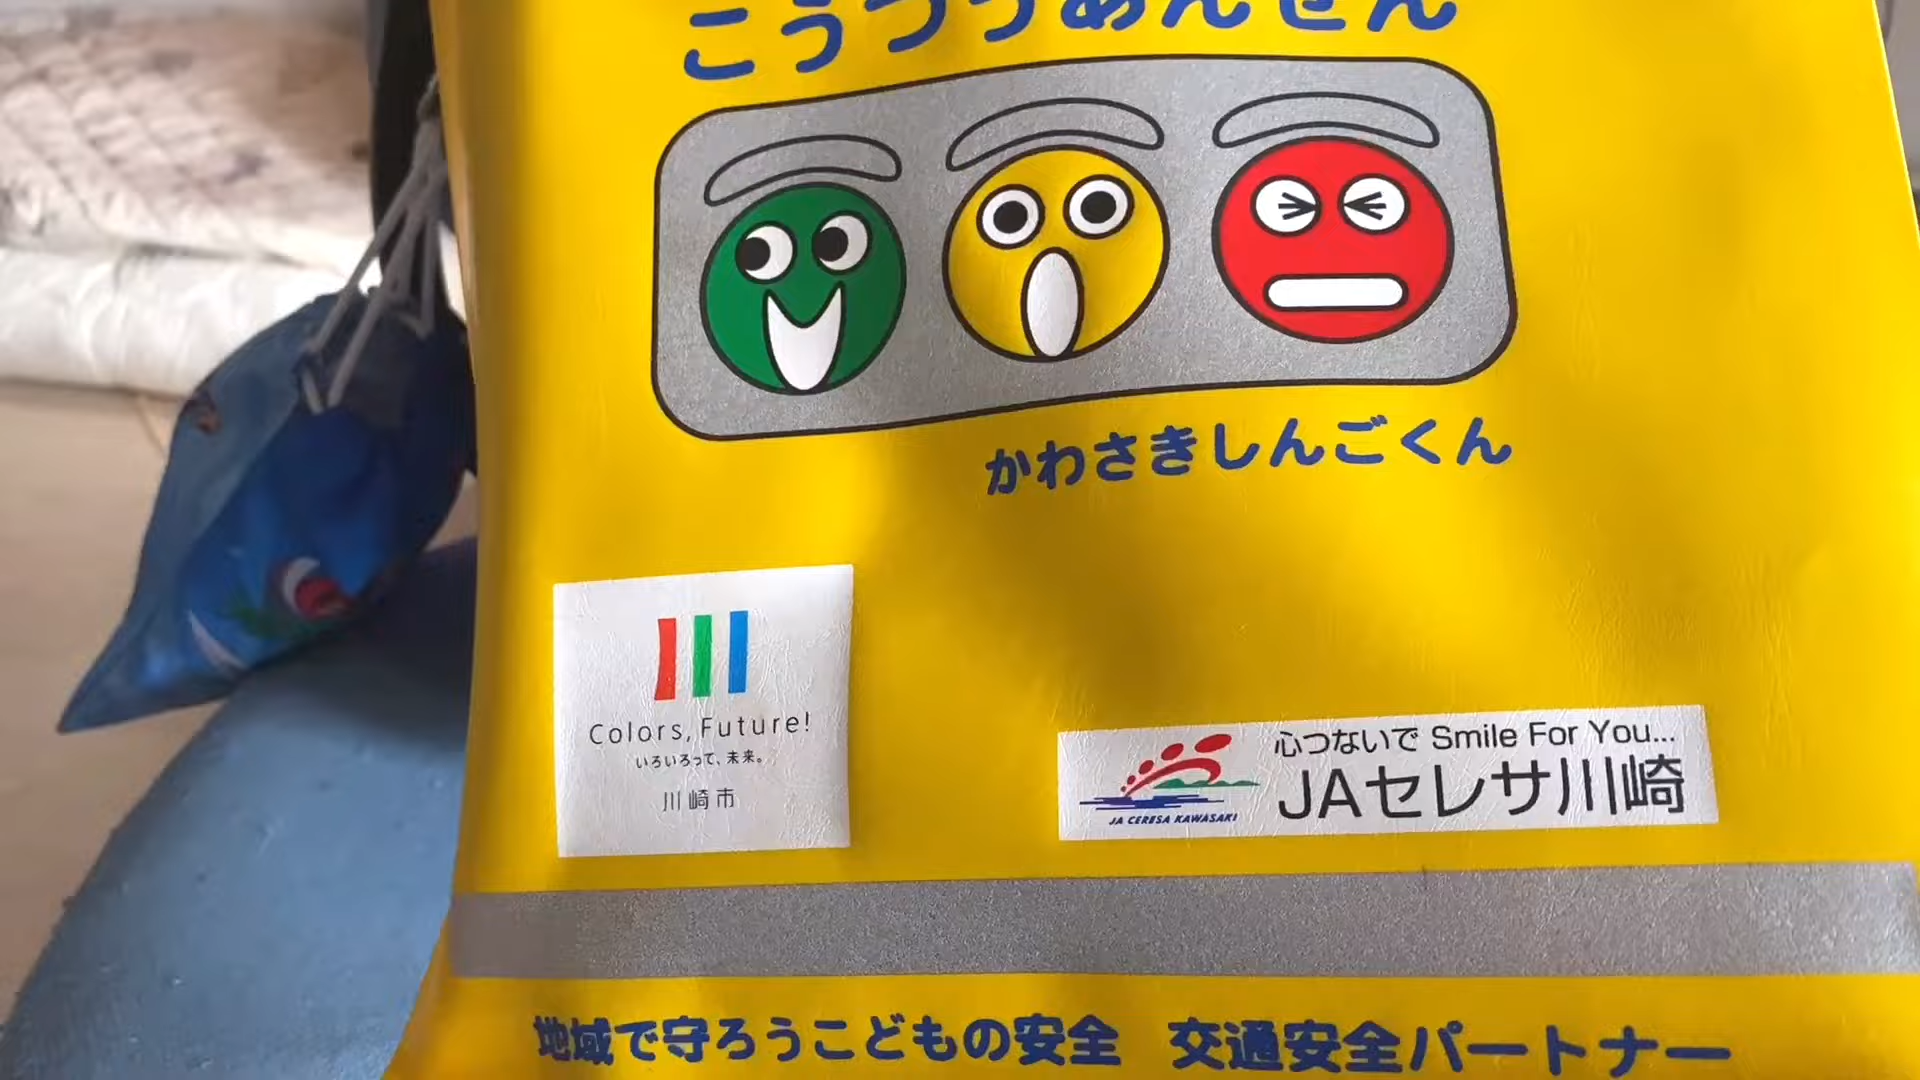 こうつうあんぜん
かわさきしんごくん
Colors, Future!
いろいろって、未来。
川崎市
心つないで Smile For You...
JAセレサ川崎
JA CERESA KAWASAKI
地域で守ろうこどもの安全 交通安全パートナー